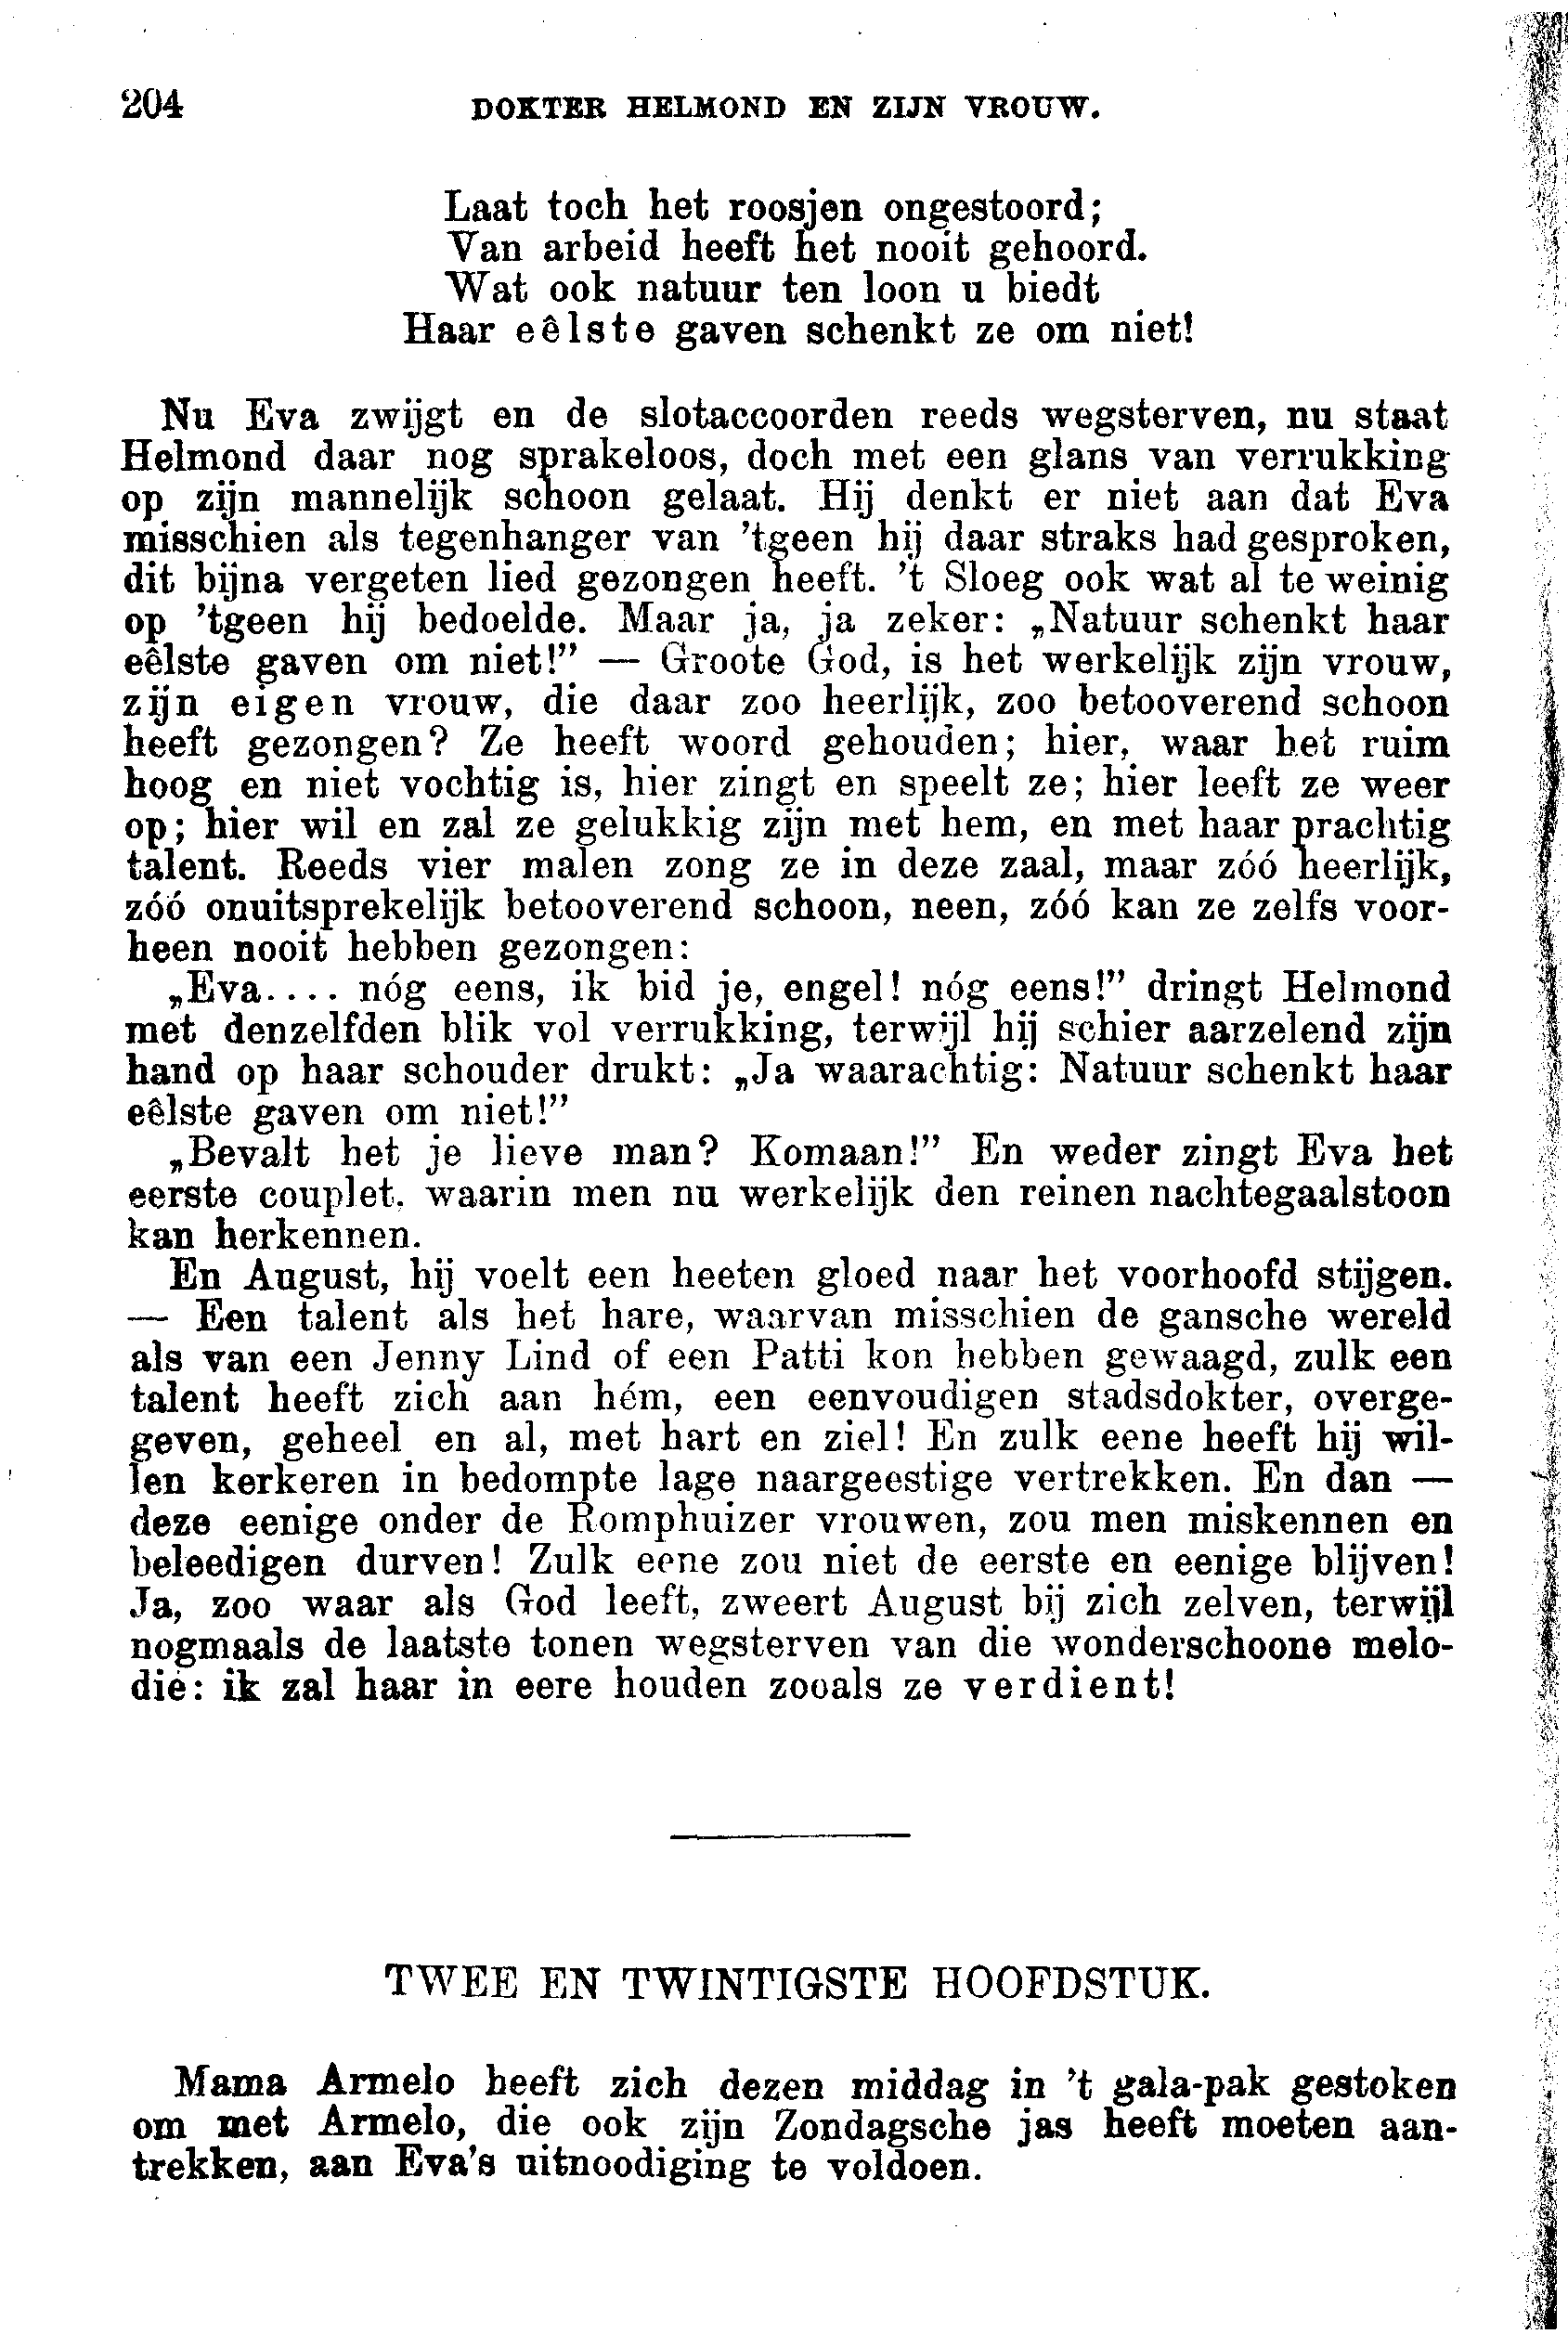 204 DOKTER HELMOND EN ZIJN VROUW.
Laat toch het roosjen ongestoord;
Van arbeid heeft het nooit gehoord.
Wat ook natuur ten loon u biedt
Haar eêlste gaven schenkt ze om niet!
Nu Eva zwijgt en de slotaccoorden reeds wegsterven, nu staat
Helmond daar nog sprakeloos, doch met een glans van verrukking
op zijn mannelijk schoon gelaat. Hij denkt er niet aan dat Eva
misschien als tegenhanger van 'tgeen hij daar straks had gesproken,
dit bijna vergeten lied gezongen heeft. 't Sloeg ook wat al te weinig
op 'tgeen hij bedoelde. Maar ja, ja zeker: „Natuur schenkt haar
eêlste gaven om niet!” — Groote God, is het werkelijk zijn vrouw,
zijn eigen vrouw, die daar zoo heerlijk, zoo betooverend schoon
heeft gezongen? Ze heeft woord gehouden; hier, waar het ruim
hoog en niet vochtig is, hier zingt en speelt ze; hier leeft ze weer
op; hier wil en zal ze gelukkig zijn met hem, en met haar prachtig
talent. Reeds vier malen zong ze in deze zaal, maar zóó heerlijk,
zóó onuitsprekelijk betooverend schoon, neen, zóó kan ze zelfs voor-
heen nooit hebben gezongen:
„Eva.... nóg eens, ik bid je, engel! nóg eens!” dringt Helmond
met denzelfden blik vol verrukking, terwijl hij schier aarzelend zijn
hand op haar schouder drukt: „Ja waarachtig: Natuur schenkt haar
eêlste gaven om niet!”
„Bevalt het je lieve man? Komaan!” En weder zingt Eva het
eerste couplet, waarin men nu werkelijk den reinen nachtegaalstoon
kan herkennen.
En August, hij voelt een heeten gloed naar het voorhoofd stijgen.
— Een talent als het hare, waarvan misschien de gansche wereld
als van een Jenny Lind of een Patti kon hebben gewaagd, zulk een
talent heeft zich aan hém, een eenvoudigen stadsdokter, overge-
geven, geheel en al, met hart en ziel! En zulk eene heeft hij wil-
len kerkeren in bedompte lage naargeestige vertrekken. En dan —
deze eenige onder de Romphuizer vrouwen, zou men miskennen en
beleedigen durven! Zulk eene zou niet de eerste en eenige blijven!
Ja, zoo waar als God leeft, zweert August bij zich zelven, terwijl
nogmaals de laatste tonen wegsterven van die wonderschoone melo-
die: ik zal haar in eere houden zooals ze verdient!
TWEE EN TWINTIGSTE HOOFDSTUK.
Mama Armelo heeft zich dezen middag in 't gala-pak gestoken
om met Armelo, die ook zijn Zondagsche jas heeft moeten aan-
trekken, aan Eva's uitnoodiging te voldoen.